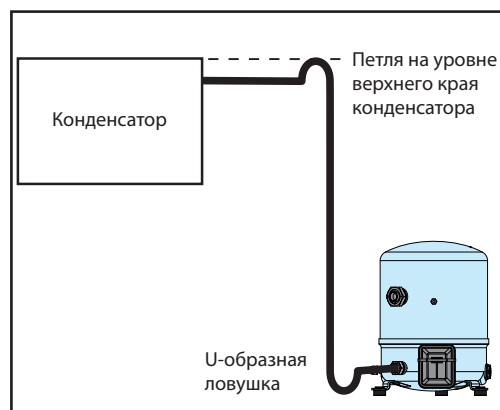 Петля на уровне
верхнего края
конденсатора
Конденсатор
U-образная
ловушка